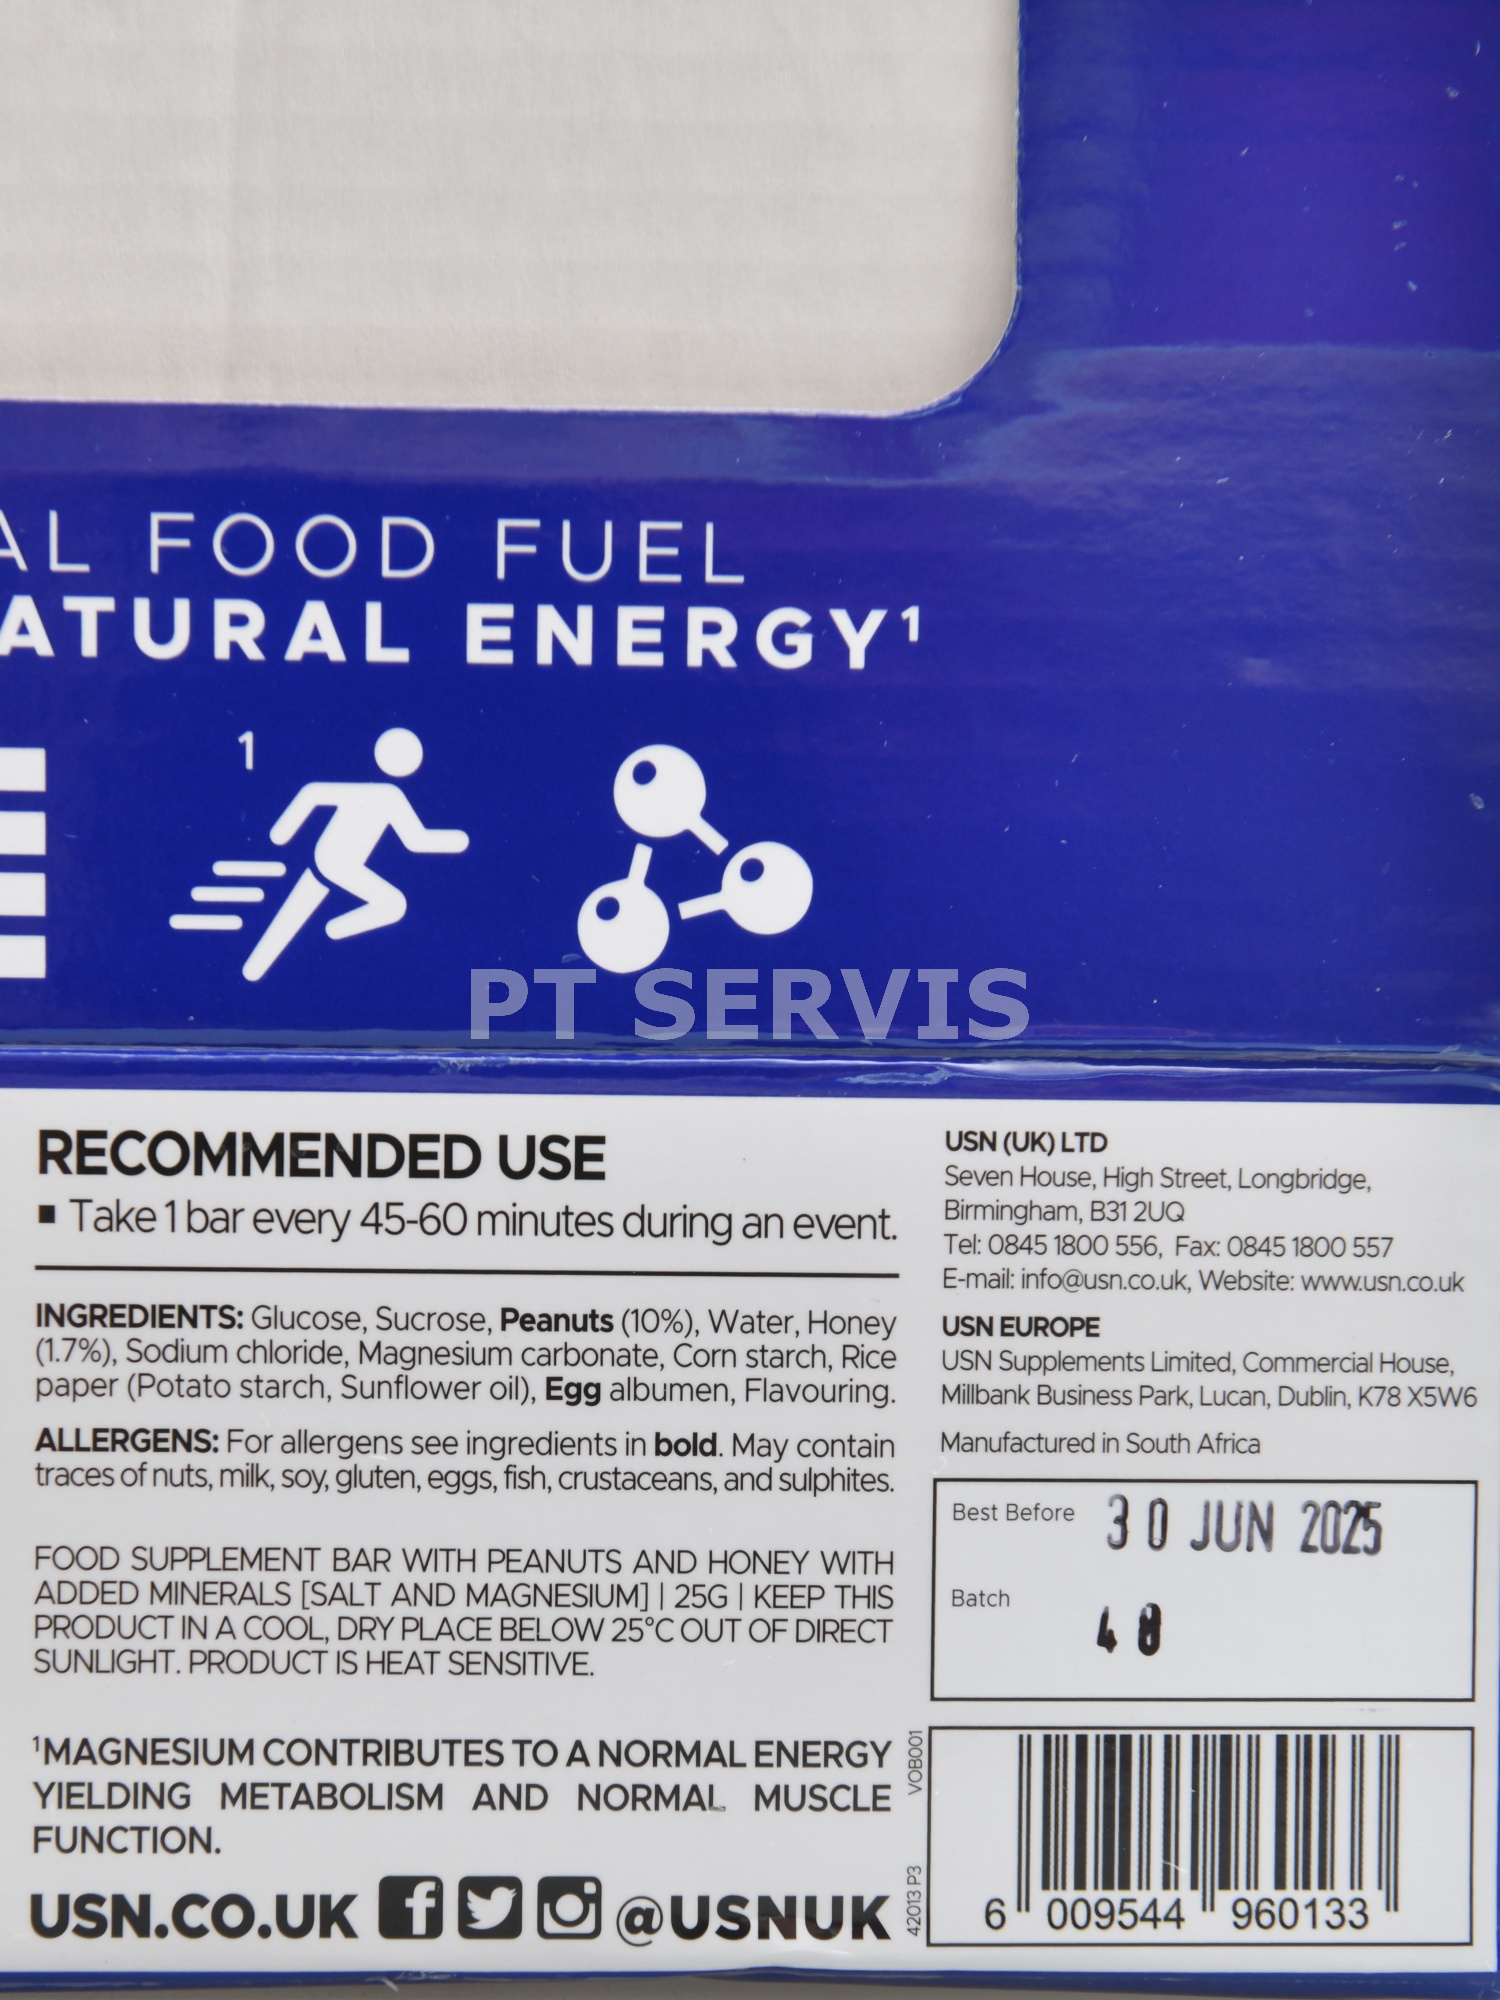 AL FOOD FUEL
ATURAL ENERGY¹
1
PT SERVIS
RECOMMENDED USE
▪ Take 1 bar every 45-60 minutes during an event.
INGREDIENTS: Glucose, Sucrose, Peanuts (10%), Water, Honey
(1.7%), Sodium chloride, Magnesium carbonate, Corn starch, Rice
paper (Potato starch, Sunflower oil), Egg albumen, Flavouring.
ALLERGENS: For allergens see ingredients in bold. May contain
traces of nuts, milk, soy, gluten, eggs, fish, crustaceans, and sulphites.
FOOD SUPPLEMENT BAR WITH PEANUTS AND HONEY WITH
ADDED MINERALS [SALT AND MAGNESIUM] | 25G | KEEP THIS
PRODUCT IN A COOL, DRY PLACE BELOW 25°C OUT OF DIRECT
SUNLIGHT. PRODUCT IS HEAT SENSITIVE.
¹MAGNESIUM CONTRIBUTES TO A NORMAL ENERGY
YIELDING METABOLISM AND NORMAL MUSCLE
FUNCTION.
USN.CO.UK @USNUK
USN (UK) LTD
Seven House, High Street, Longbridge,
Birmingham, B31 2UQ
Tel: 0845 1800 556, Fax: 0845 1800 557
E-mail: info@usn.co.uk, Website: www.usn.co.uk
USN EUROPE
USN Supplements Limited, Commercial House,
Millbank Business Park, Lucan, Dublin, K78 X5W6
Manufactured in South Africa
Best Before 30 JUN 2025
Batch
48
VOB001
42013 P3
6 009544 960133